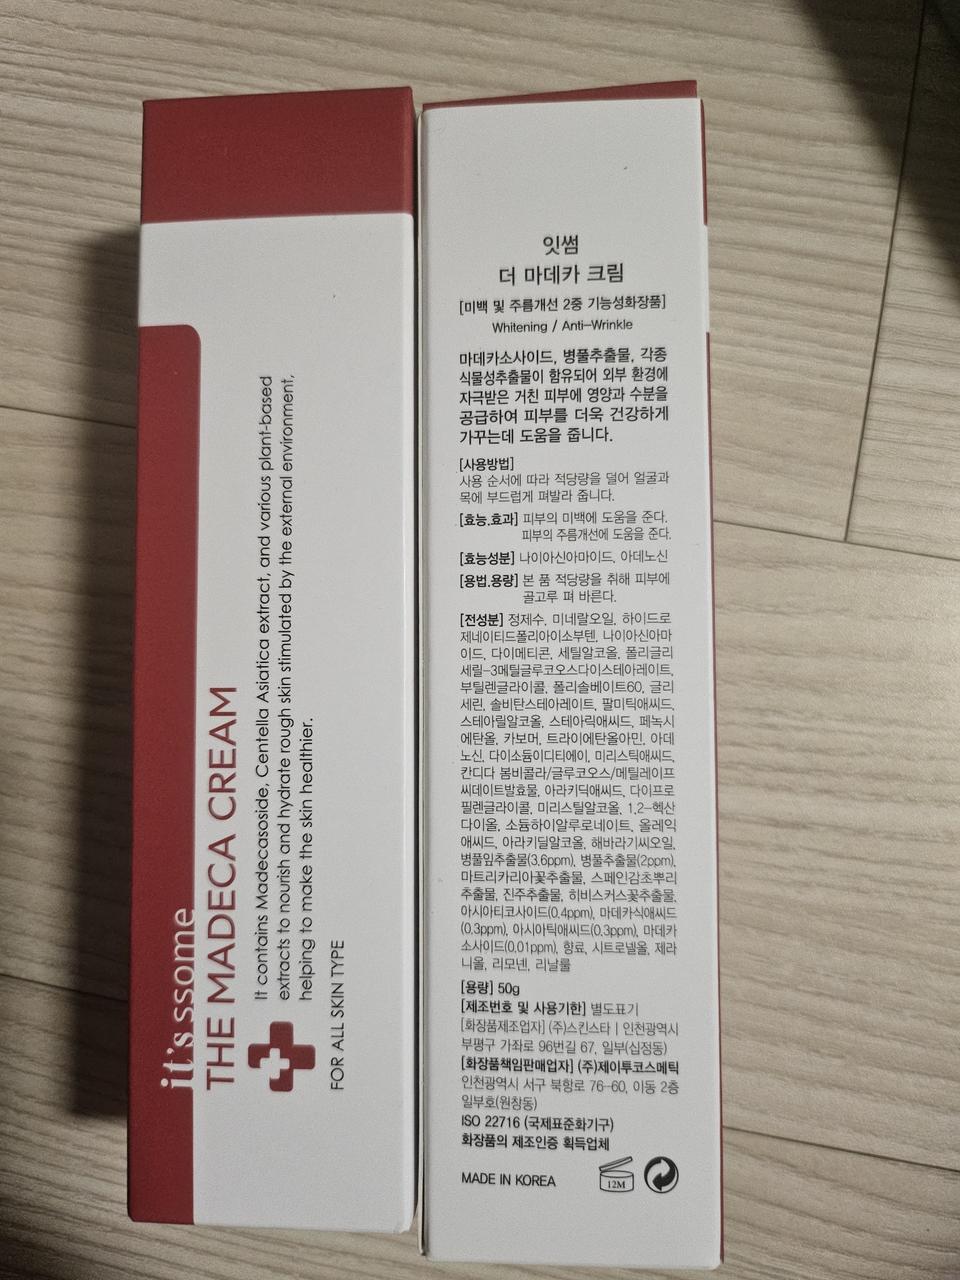 it's ssome
THE MADECA CREAM
It contains Madecasoside, Centella Asiatica extract, and various plant-based
extracts to nourish and hydrate rough skin stimulated by the external environment,
helping to make the skin healthier.
FOR ALL SKIN TYPE
잇썸
더 마데카 크림
[미백 및 주름개선 2중 기능성화장품]
Whitening / Anti-Wrinkle
마데카소사이드, 병풀추출물, 각종
식물성추출물이 함유되어 외부 환경에
자극받은 거친 피부에 영양과 수분을
공급하여 피부를 더욱 건강하게
가꾸는데 도움을 줍니다.
[사용방법]
사용 순서에 따라 적당량을 덜어 얼굴과
목에 부드럽게 펴발라 줍니다.
[효능.효과] 피부의 미백에 도움을 준다.
피부의 주름개선에 도움을 준다.
[효능성분] 나이아신아마이드, 아데노신
[용법.용량] 본 품 적당량을 취해 피부에
골고루 펴 바른다.
[전성분] 정제수, 미네랄오일, 하이드로
제네이티드폴리아이소부텐, 나이아신아마
이드, 다이메티콘, 세틸알코올, 폴리글리
세릴-3메틸글루코오스다이스테아레이트,
부틸렌글라이콜, 폴리솔베이트60, 글리
세린, 솔비탄스테아레이트, 팔미틱애씨드,
스테아릴알코올, 스테아릭애씨드, 페녹시
에탄올, 카보머, 트라이에탄올아민, 아데
노신, 다이소듐이디티에이, 미리스틱애씨드,
칸디다 봄비콜라/글루코오스/메틸레이프
씨데이트발효물, 아라키딕애씨드, 다이프로
필렌글라이콜, 미리스틸알코올, 1,2-헥산
다이올, 소듐하이알루로네이트, 올레익
애씨드, 아라키딜알코올, 해바라기씨오일,
병풀잎추출물(3.6ppm), 병풀추출물(2ppm),
마트리카리아꽃추출물, 스페인감초뿌리
추출물, 진주추출물, 히비스커스꽃추출물,
아시아티코사이드(0.4ppm), 마데카식애씨드
(0.3ppm), 아시아틱애씨드(0.3ppm), 마데카
소사이드(0.01ppm), 향료, 시트로넬올, 제라
니올, 리모넨, 리날룰
[용량] 50g
[제조번호 및 사용기한] 별도표기
[화장품제조업자] (주)스킨스타 | 인천광역시
부평구 가좌로 96번길 67, 일부(십정동)
[화장품책임판매업자] (주)제이투코스메틱
인천광역시 서구 북항로 76-60, 이동 2층
일부호(원창동)
ISO 22716 (국제표준화기구)
화장품의 제조인증 획득업체
MADE IN KOREA
12M